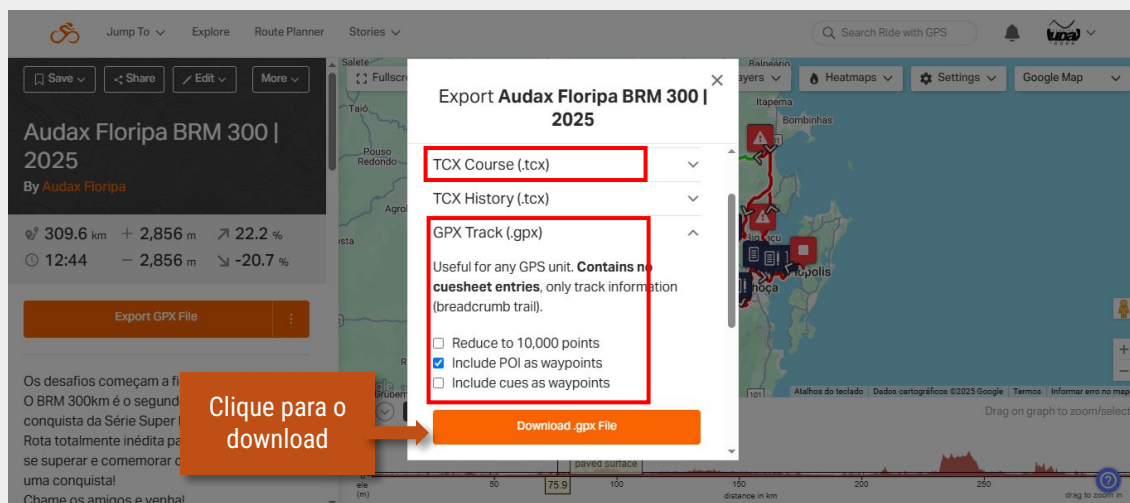 Jump To
Explore
Route Planner
Stories
Search Ride with GPS
Save
Share
Edit
More
Audax Floripa BRM 300 |
2025
By Audax Floripa
309.6 km
+ 2,856 m
22.2 %
12:44
− 2,856 m
-20.7 %
Export GPX File
Os desafios começam a fi
O BRM 300km é o segund
conquista da Série Super
Rota totalmente inédita pa
se superar e comemorar
uma conquista!
Chame os amigos e venha!
Clique para o
download
Salete
Fullscr
Taió
Pouso
Redondo
Agrol
Export Audax Floripa BRM 300 |
2025
TCX Course (.tcx)
TCX History (.tcx)
GPX Track (.gpx)
Useful for any GPS unit. Contains no
cuesheet entries, only track information
(breadcrumb trail).
Reduce to 10,000 points
Include POI as waypoints
Include cues as waypoints
Download .gpx File
Balneário
ayers
Heatmaps
Settings
Google Map
Itapema
Bombinhas
opolis
hoça
101
Atalhos do teclado
Dados cartográficos ©2025 Google
Termos
Informar erro no map
Drag on graph to zoom/select
paved surface
ele
(m)
50
75.9
100
150
200
250
distance in km
drag to zoom in